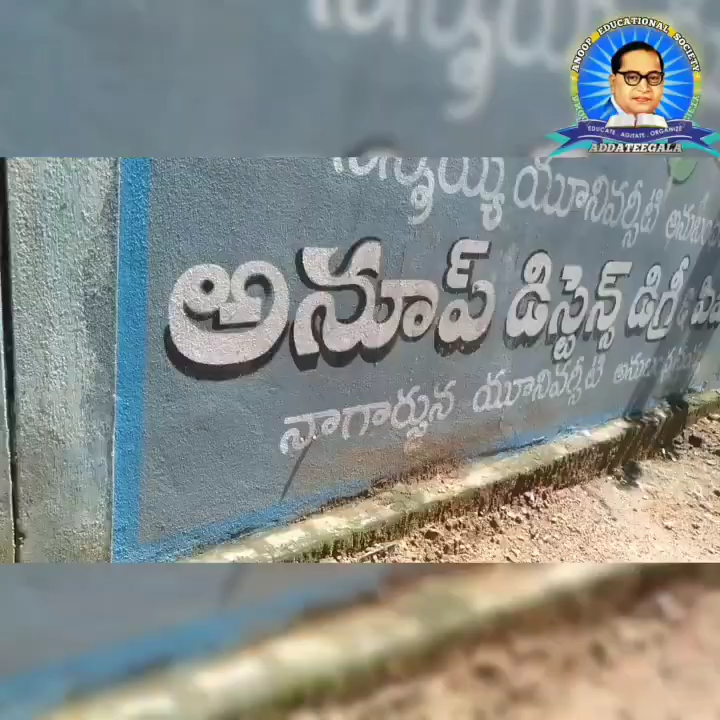 ANOOP EDUCATIONAL SOCIETY
EDUCATE . AGITATE . ORGANIZE
ADDATEEGALA
యూనివర్సిటీ
అనూప్ డిస్టెన్స్ డిగ్రీ &
నాగార్జున యూనివర్సిటీ